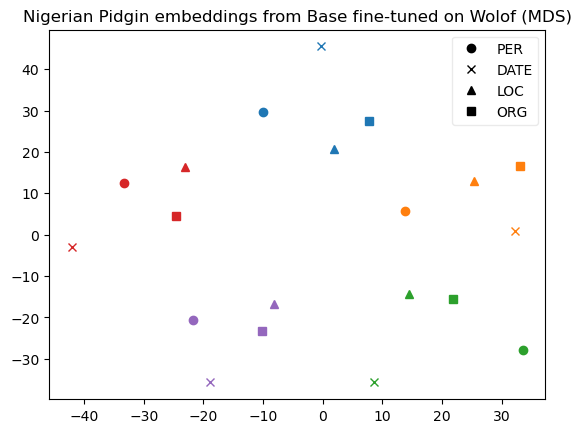 Nigerian Pidgin embeddings from Base fine-tuned on Wolof (MDS)
PER
DATE
LOC
ORG
40
30
20
10
0
−10
−20
−30
−40 −30 −20 −10 0 10 20 30